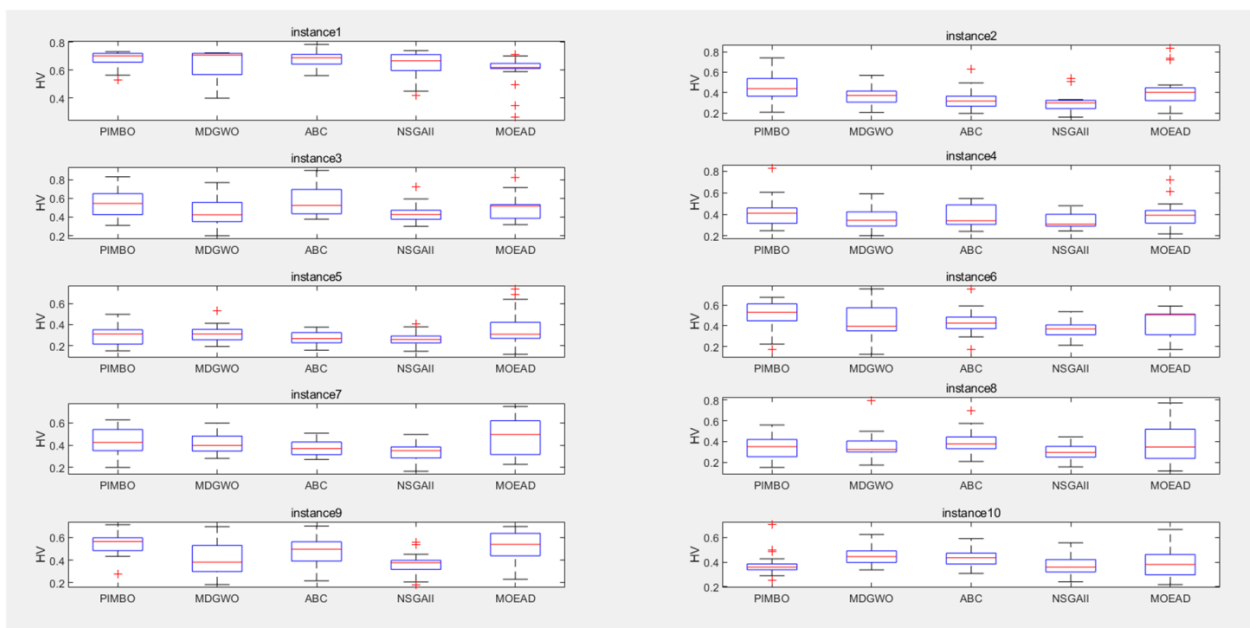 instance1
0.8
0.6
0.4
HV
PIMBO MDGWO ABC NSGAII MOEAD
instance2
0.8
0.6
0.4
0.2
HV
PIMBO MDGWO ABC NSGAII MOEAD
instance3
0.8
0.6
0.4
0.2
HV
PIMBO MDGWO ABC NSGAII MOEAD
instance4
0.8
0.6
0.4
0.2
HV
PIMBO MDGWO ABC NSGAII MOEAD
instance5
0.6
0.4
0.2
HV
PIMBO MDGWO ABC NSGAII MOEAD
instance6
0.6
0.4
0.2
HV
PIMBO MDGWO ABC NSGAII MOEAD
instance7
0.6
0.4
0.2
HV
PIMBO MDGWO ABC NSGAII MOEAD
instance8
0.8
0.6
0.4
0.2
HV
PIMBO MDGWO ABC NSGAII MOEAD
instance9
0.6
0.4
0.2
HV
PIMBO MDGWO ABC NSGAII MOEAD
instance10
0.6
0.4
0.2
HV
PIMBO MDGWO ABC NSGAII MOEAD